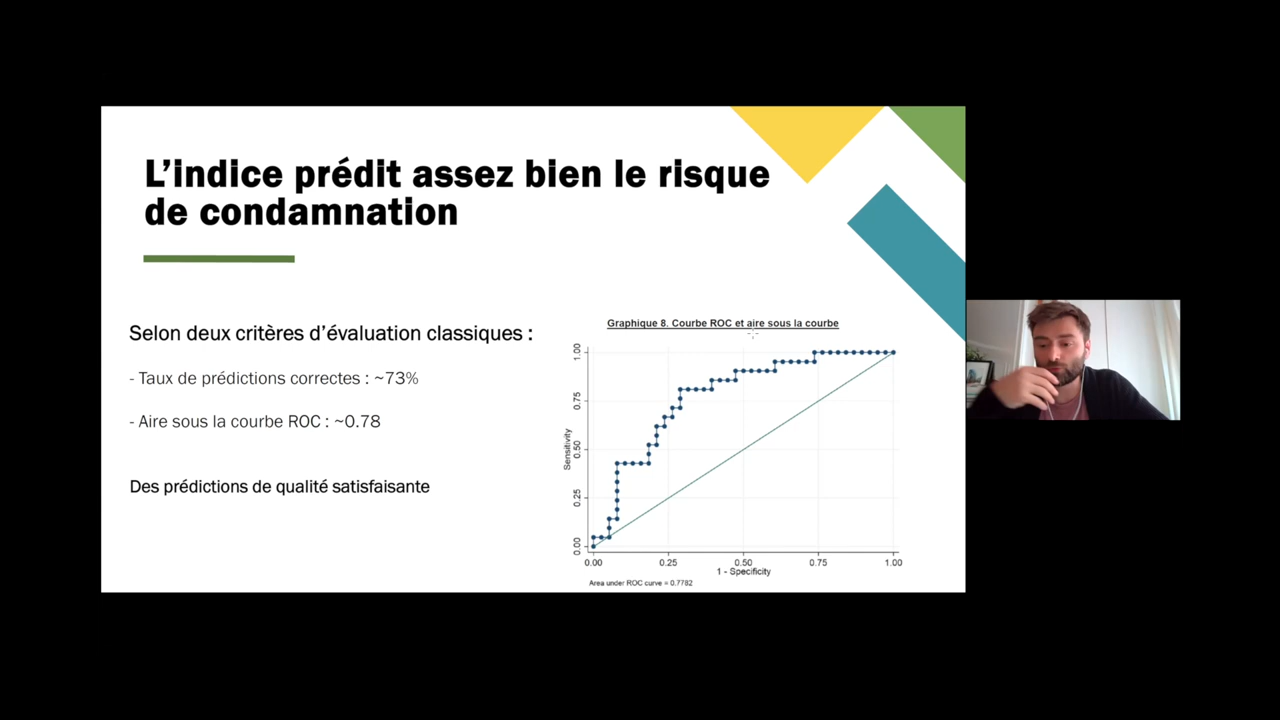 L'indice prédit assez bien le risque
de condamnation
Selon deux critères d'évaluation classiques :
- Taux de prédictions correctes : ~73%
- Aire sous la courbe ROC : ~0.78
Des prédictions de qualité satisfaisante
Graphique 8. Courbe ROC et aire sous la courbe
Sensitivity
1.00
0.75
0.50
0.25
0.00
0.00 0.25 0.50 0.75 1.00
1 - Specificity
Area under ROC curve = 0.7782